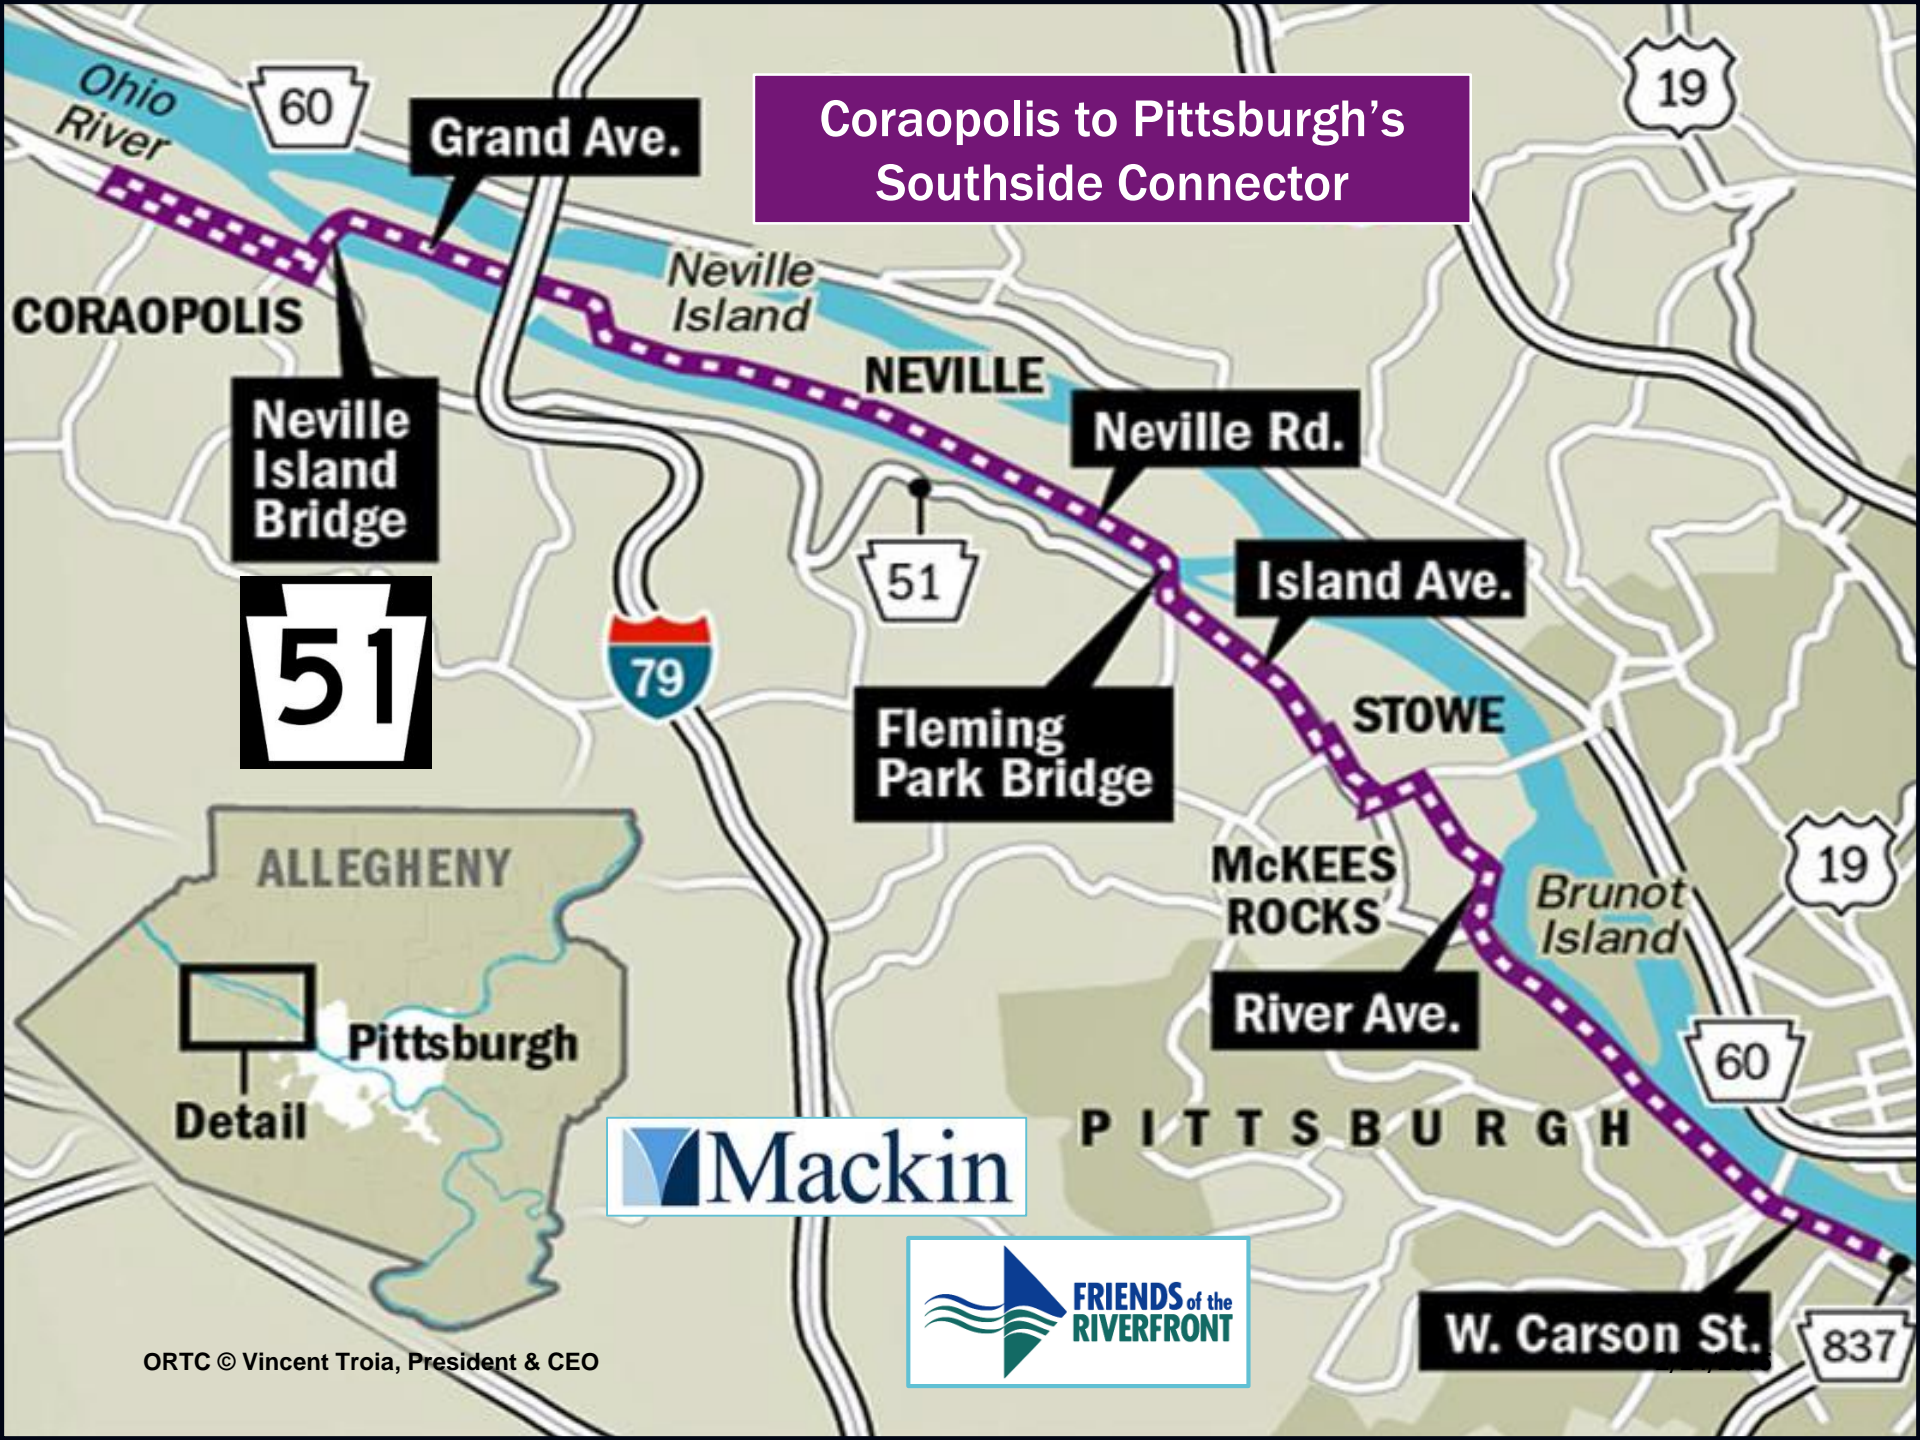 Ohio
River
60
Grand Ave.
Coraopolis to Pittsburgh’s
Southside Connector
19
Neville
Island
CORAOPOLIS
NEVILLE
Neville
Island
Bridge
Neville Rd.
51
Island Ave.
51
79
Fleming
Park Bridge
STOWE
ALLEGHENY
McKEES
ROCKS
19
Brunot
Island
River Ave.
Pittsburgh
Detail
60
PITTSBURGH
Mackin
FRIENDS of the
RIVERFRONT
W. Carson St.
837
ORTC © Vincent Troia, President & CEO